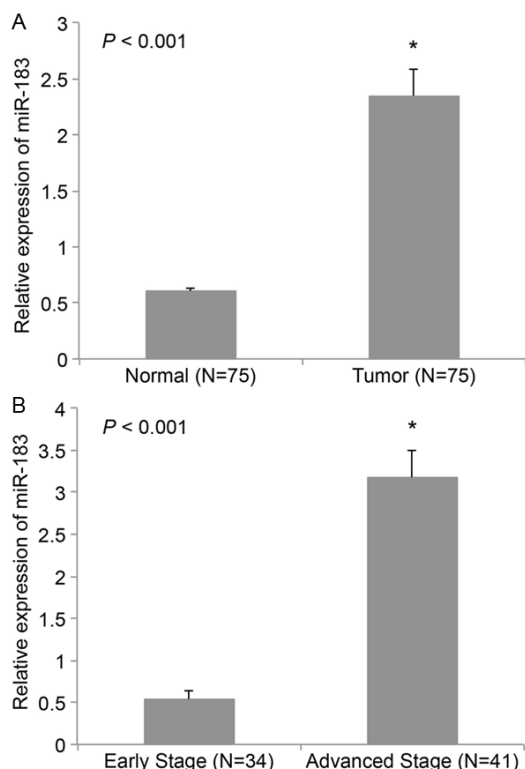 A
P < 0.001
*
Relative expression of miR-183
3
2.5
2
1.5
1
0.5
0
Normal (N=75)
Tumor (N=75)
B
P < 0.001
*
Relative expression of miR-183
4
3.5
3
2.5
2
1.5
1
0.5
0
Early Stage (N=34)
Advanced Stage (N=41)